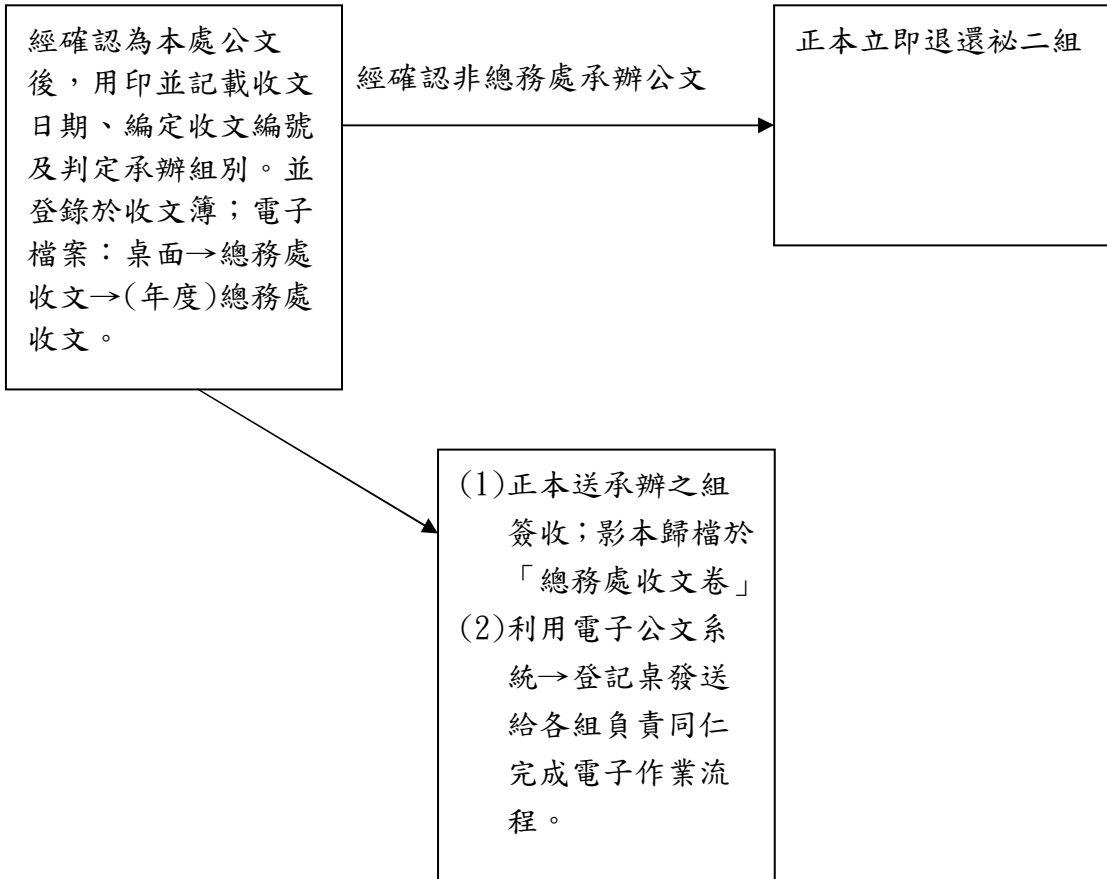 經確認為本處公文
後，用印並記載收文
日期、編定收文編號
及判定承辦組別。並
登錄於收文簿；電子
檔案：桌面→總務處
收文→(年度)總務處
收文。
經確認非總務處承辦公文
正本立即退還祕二組
(1)正本送承辦之組
簽收；影本歸檔於
「總務處收文卷」
(2)利用電子公文系
統→登記桌發送
給各組負責同仁
完成電子作業流
程。